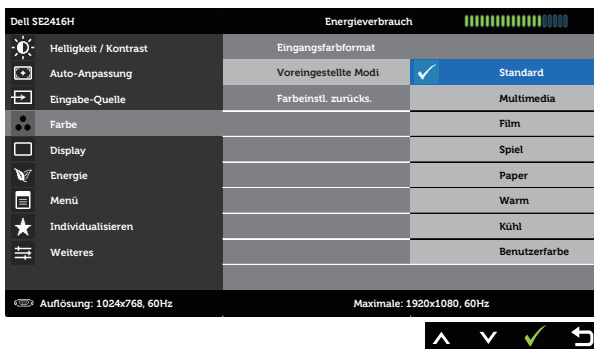 Dell SE2416H Energieverbrauch
Helligkeit / Kontrast Eingangsfarbformat
Auto-Anpassung Voreingestellte Modi Standard
Eingabe-Quelle Farbeinstl. zurücks. Multimedia
Farbe Film
Display Spiel
Energie Paper
Menü Warm
Individualisieren Kühl
Weiteres Benutzerfarbe
Auflösung: 1024x768, 60Hz Maximale: 1920x1080, 60Hz